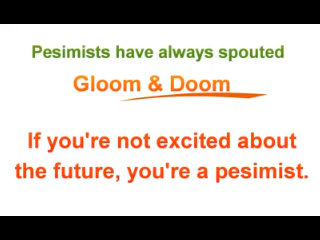 Pesimists have always spouted
Gloom & Doom
If you're not excited about
the future, you're a pesimist.